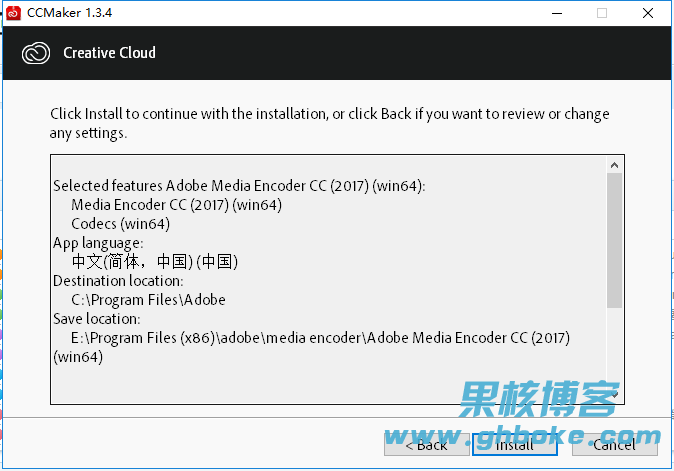 CCMaker 1.3.4
Creative Cloud
Click Install to continue with the installation, or click Back if you want to review or change
any settings.
Selected features Adobe Media Encoder CC (2017) (win64):
Media Encoder CC (2017) (win64)
Codecs (win64)
App language:
中文(简体，中国) (中国)
Destination location:
C:\Program Files\Adobe
Save location:
E:\Program Files (x86)\adobe\media encoder\Adobe Media Encoder CC (2017)
(win64)
果核博客
www.ghboke.com
< Back Install Cancel